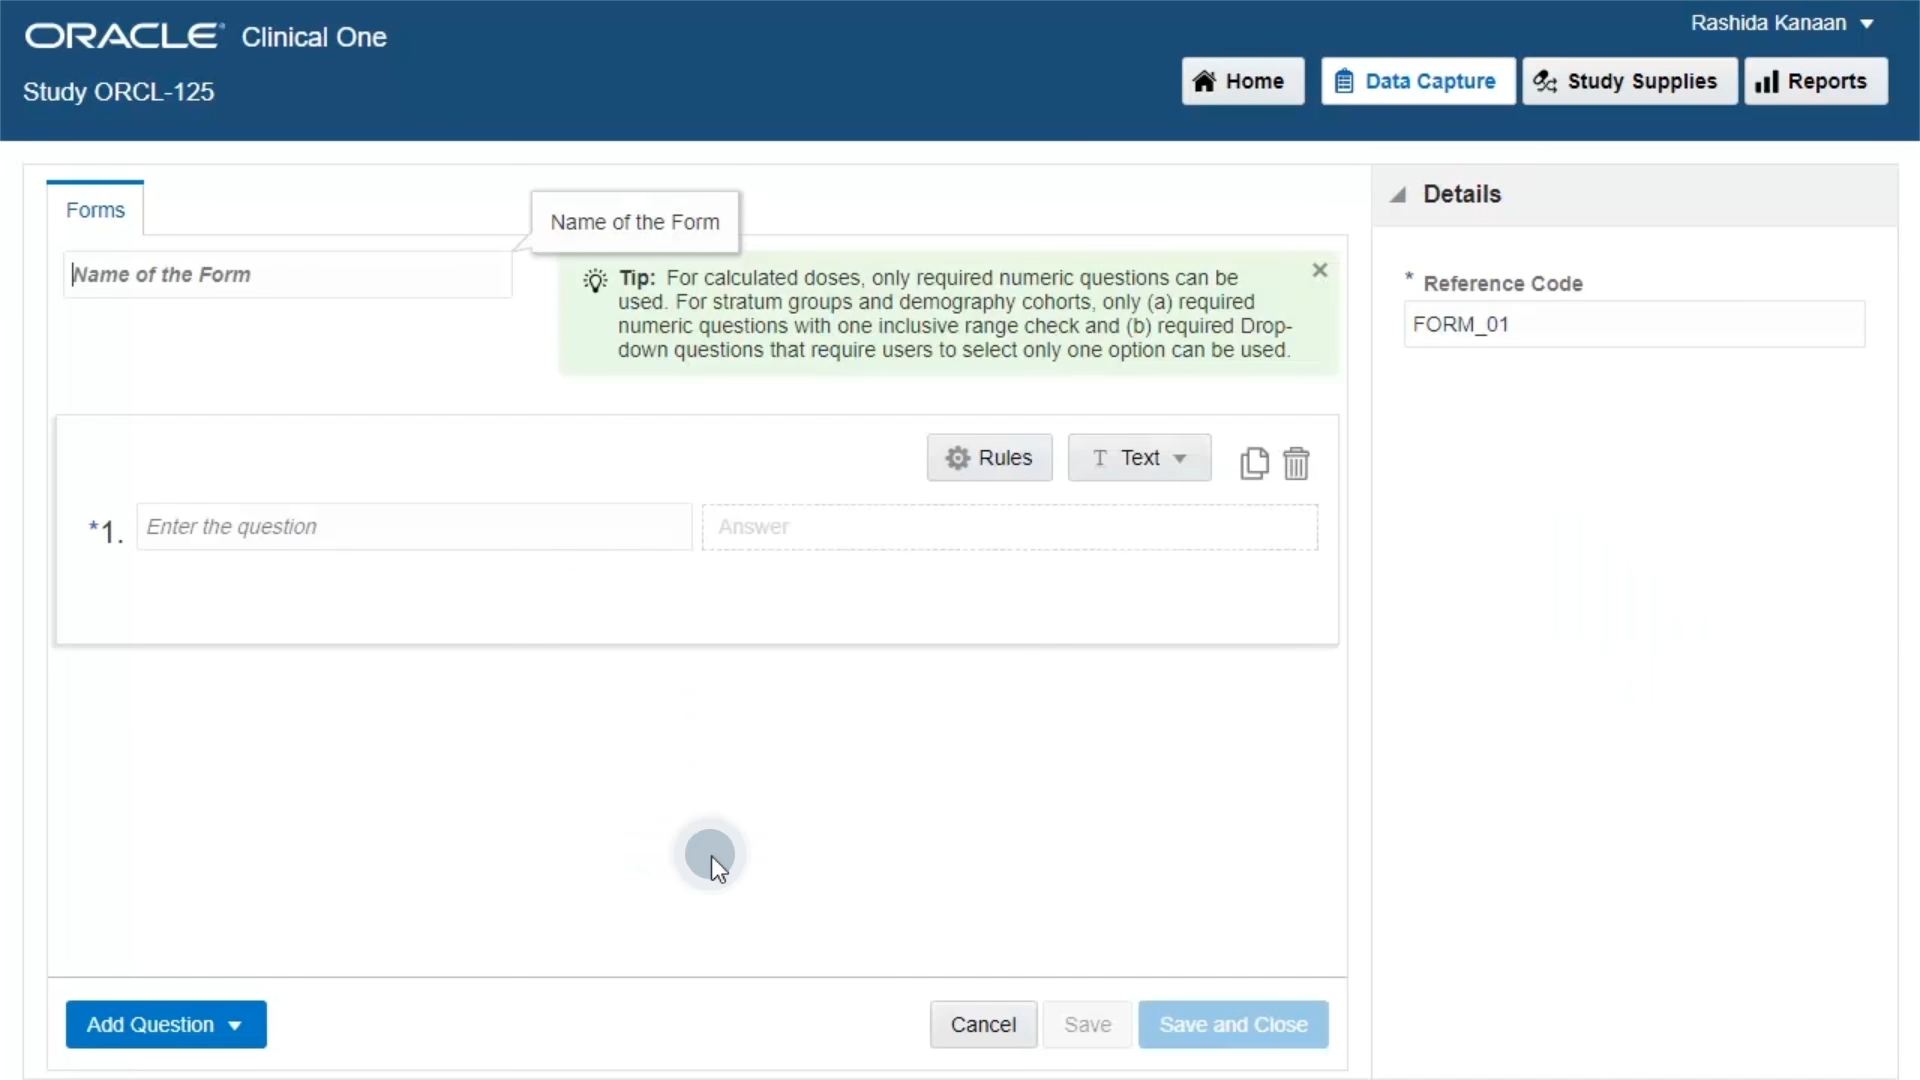 ORACLE Clinical One
Rashida Kanaan
Study ORCL-125
Home
Data Capture
Study Supplies
Reports
Forms
Name of the Form
Name of the Form
Tip: For calculated doses, only required numeric questions can be
used. For stratum groups and demography cohorts, only (a) required
numeric questions with one inclusive range check and (b) required Drop-
down questions that require users to select only one option can be used.
Rules
T Text
*1.
Enter the question
Answer
Add Question
Cancel
Save
Save and Close
Details
* Reference Code
FORM_01